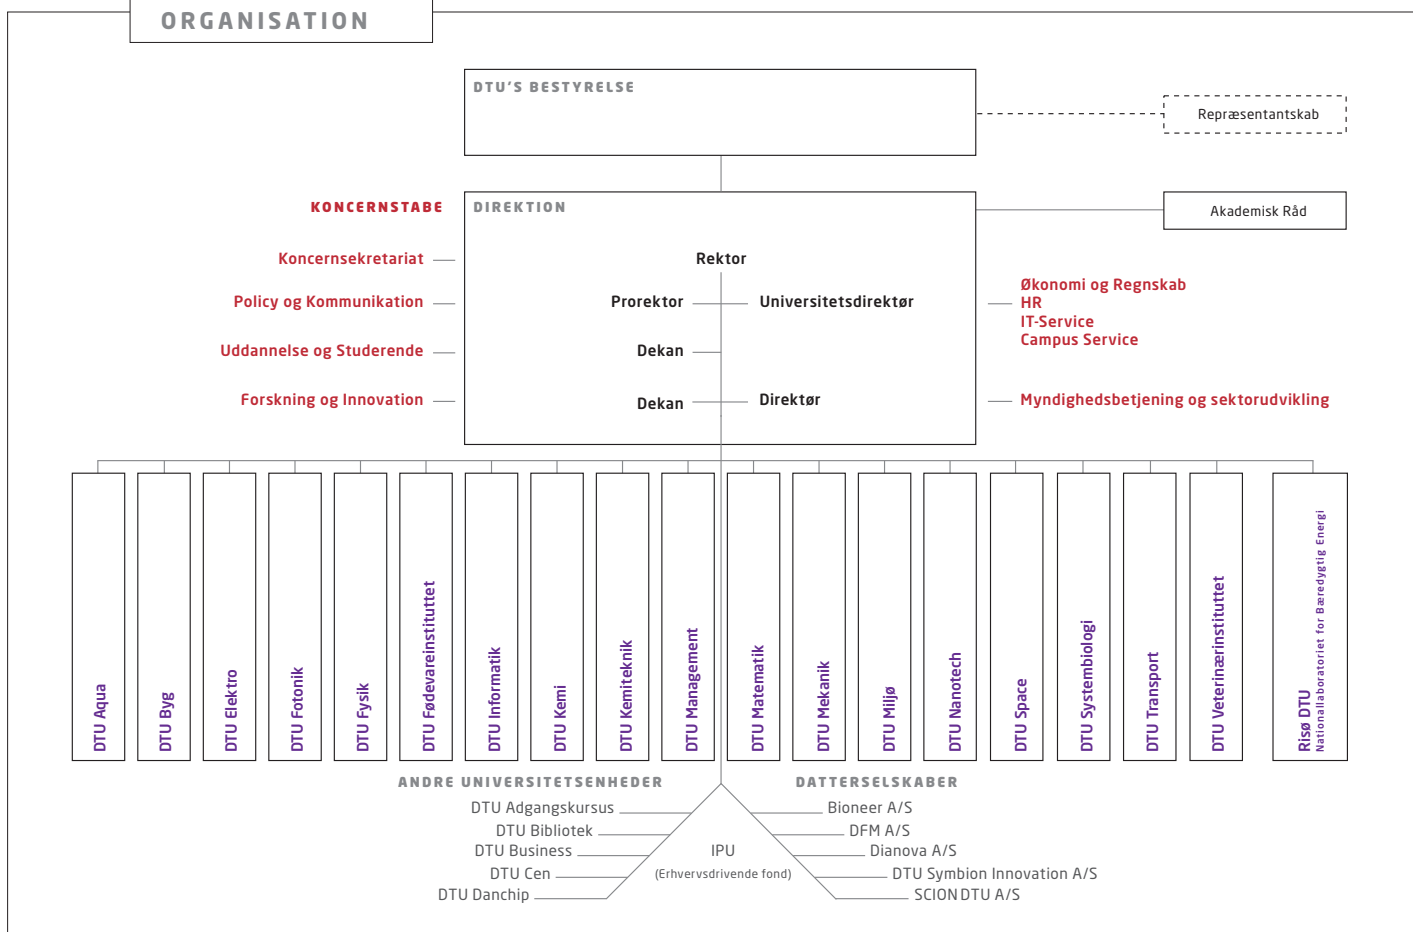 ORGANISATION
DTU'S BESTYRELSE
Repræsentantskab
KONCERNSTABE
DIREKTION
Akademisk Råd
Koncernsekretariat
Policy og Kommunikation
Uddannelse og Studerende
Forskning og Innovation
Rektor
Prorektor
Universitetsdirektør
Dekan
Dekan
Direktør
Økonomi og Regnskab
HR
IT-Service
Campus Service
Myndighedsbetjening og sektorudvikling
DTU Aqua
DTU Byg
DTU Elektro
DTU Fotonik
DTU Fysik
DTU Fødevareinstituttet
DTU Informatik
DTU Kemi
DTU Kemiteknik
DTU Management
DTU Matematik
DTU Mekanik
DTU Miljø
DTU Nanotech
DTU Space
DTU Systembiologi
DTU Transport
DTU Veterinærinstituttet
Risø DTU
Nationallaboratoriet for Bæredygtig Energi
ANDRE UNIVERSITETSENHEDER
DTU Adgangskursus
DTU Bibliotek
DTU Business
DTU Cen
DTU Danchip
IPU
(Erhvervsdrivende fond)
DATTERSELSKABER
Bioneer A/S
DFM A/S
Dianova A/S
DTU Symbion Innovation A/S
SCION DTU A/S